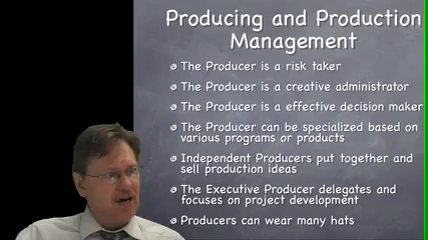 Producing and Production
Management
The Producer is a risk taker
The Producer is a creative administrator
The Producer is a effective decision maker
The Producer can be specialized based on
various programs or products
Independent Producers put together and
sell production ideas
The Executive Producer delegates and
focuses on project development
Producers can wear many hats